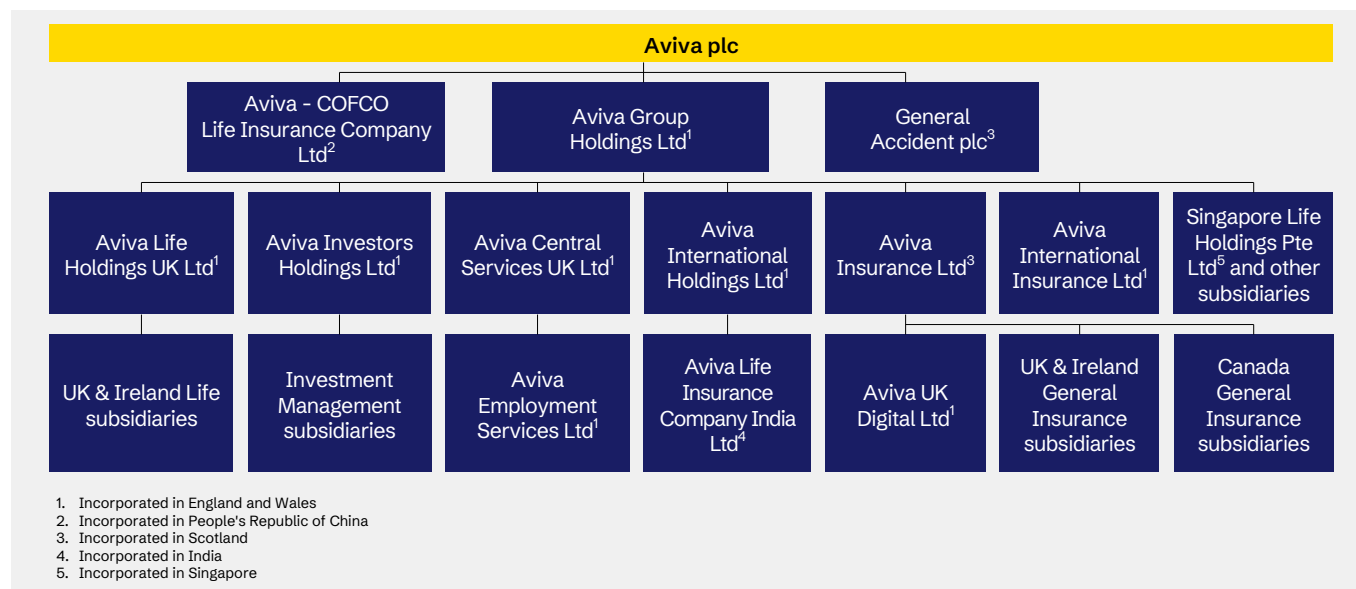 Aviva plc
Aviva - COFCO
Life Insurance Company
Ltd²
Aviva Group
Holdings Ltd¹
General
Accident plc³
Aviva Life
Holdings UK Ltd¹
Aviva Investors
Holdings Ltd¹
Aviva Central
Services UK Ltd¹
Aviva
International
Holdings Ltd¹
Aviva
Insurance Ltd³
Aviva
International
Insurance Ltd¹
Singapore Life
Holdings Pte
Ltd⁵ and other
subsidiaries
UK & Ireland Life
subsidiaries
Investment
Management
subsidiaries
Aviva
Employment
Services Ltd¹
Aviva Life
Insurance
Company India
Ltd⁴
Aviva UK
Digital Ltd¹
UK & Ireland
General
Insurance
subsidiaries
Canada
General
Insurance
subsidiaries
1. Incorporated in England and Wales
2. Incorporated in People's Republic of China
3. Incorporated in Scotland
4. Incorporated in India
5. Incorporated in Singapore